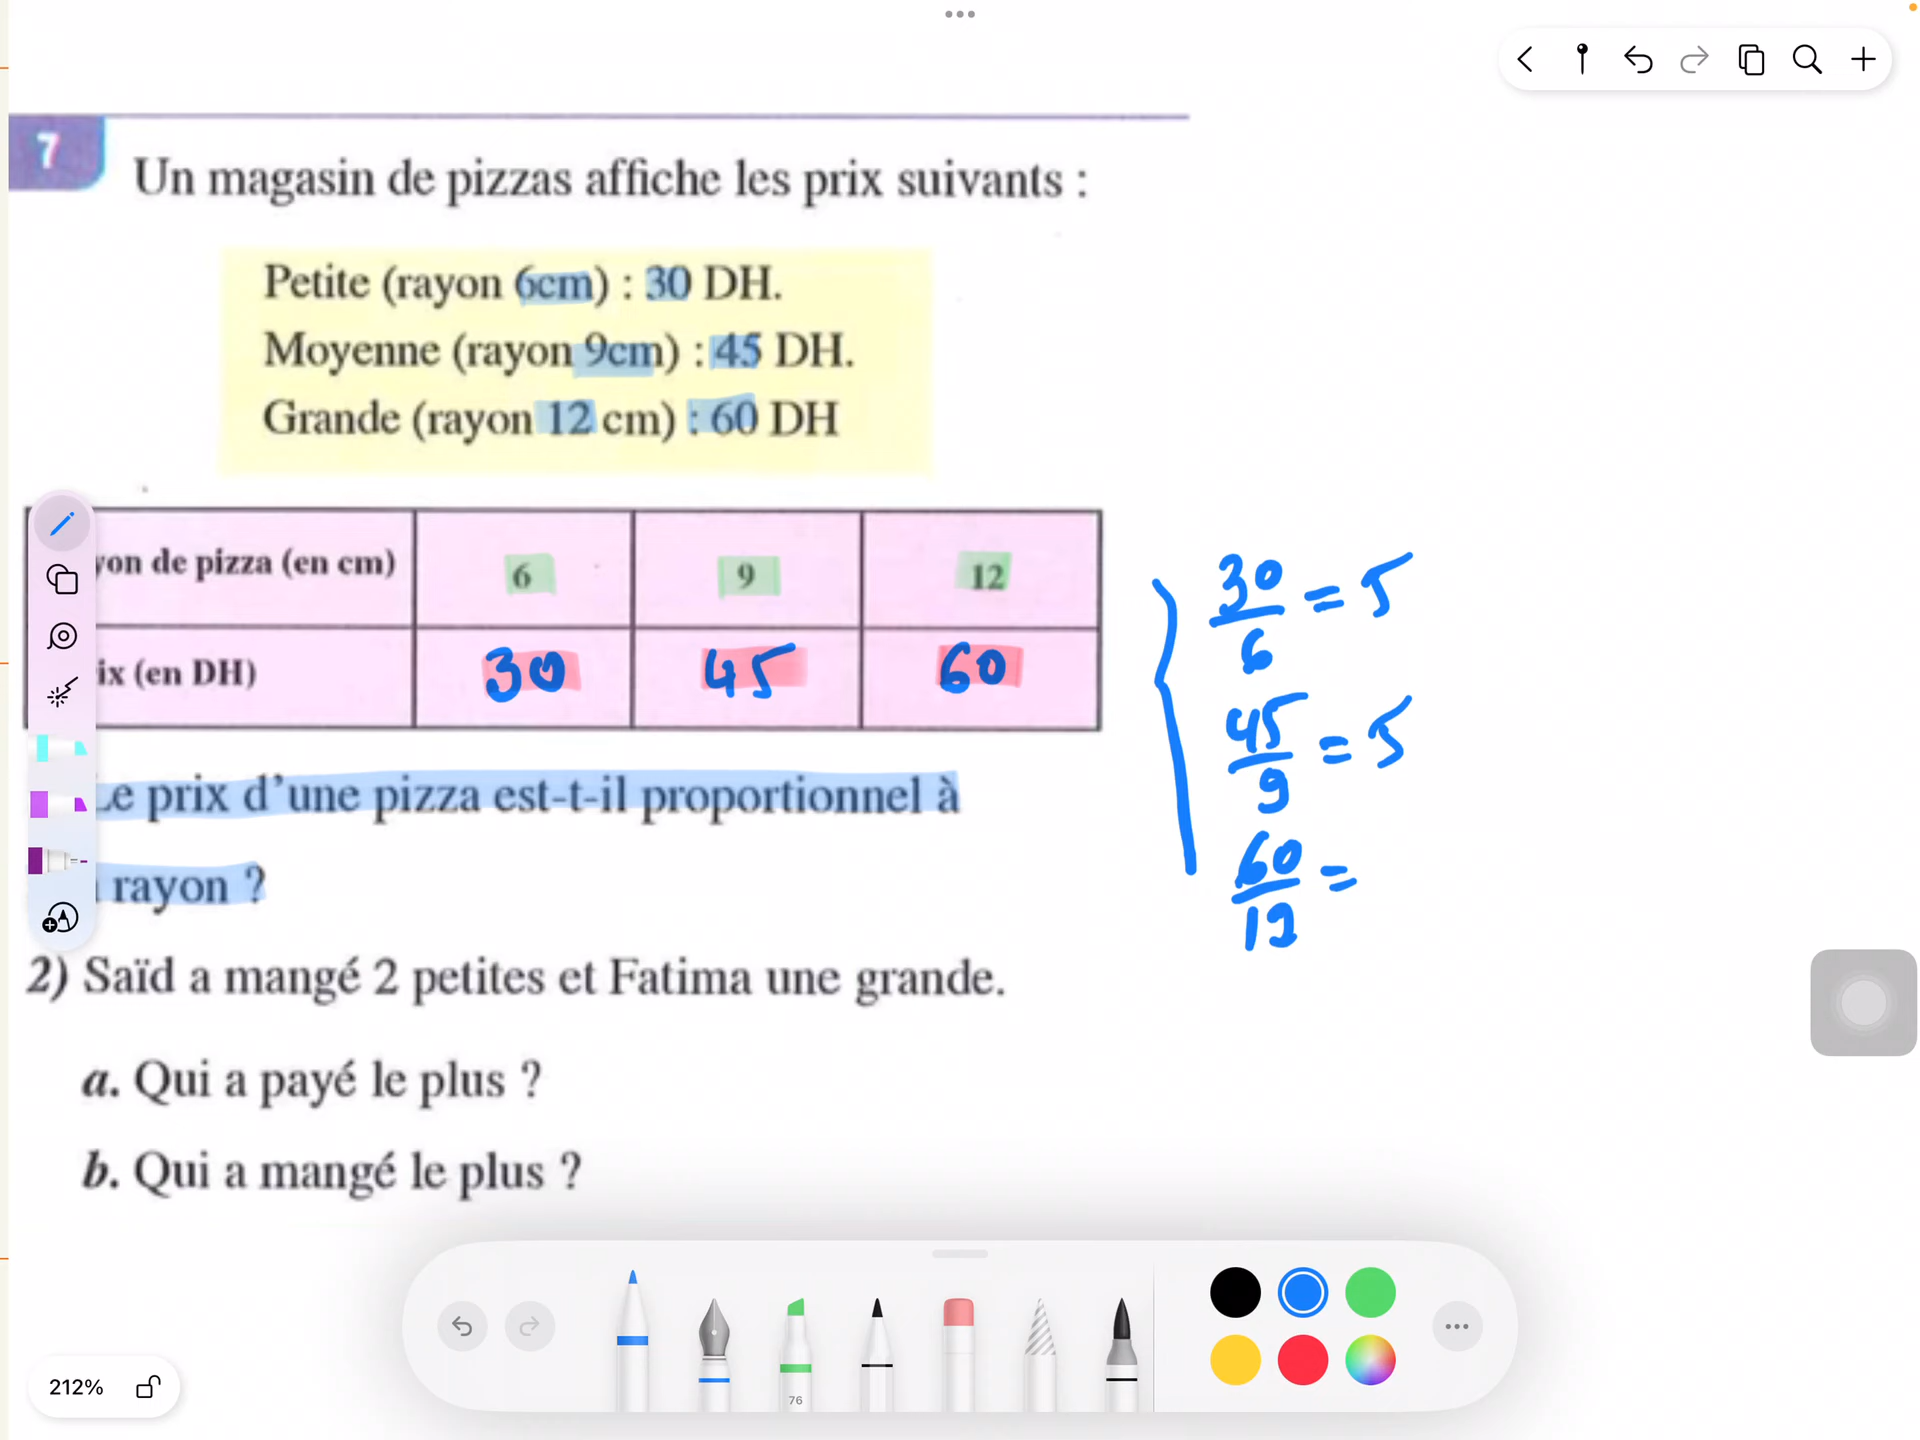 7
Un magasin de pizzas affiche les prix suivants :
Petite (rayon 6cm) : 30 DH.
Moyenne (rayon 9cm) : 45 DH.
Grande (rayon 12 cm) : 60 DH
yon de pizza (en cm) 6 9 12
ix (en DH) 30 45 60
30/6 = 5
45/9 = 5
60/12 =
Le prix d'une pizza est-t-il proportionnel à
rayon ?
2) Saïd a mangé 2 petites et Fatima une grande.
a. Qui a payé le plus ?
b. Qui a mangé le plus ?
76
212%